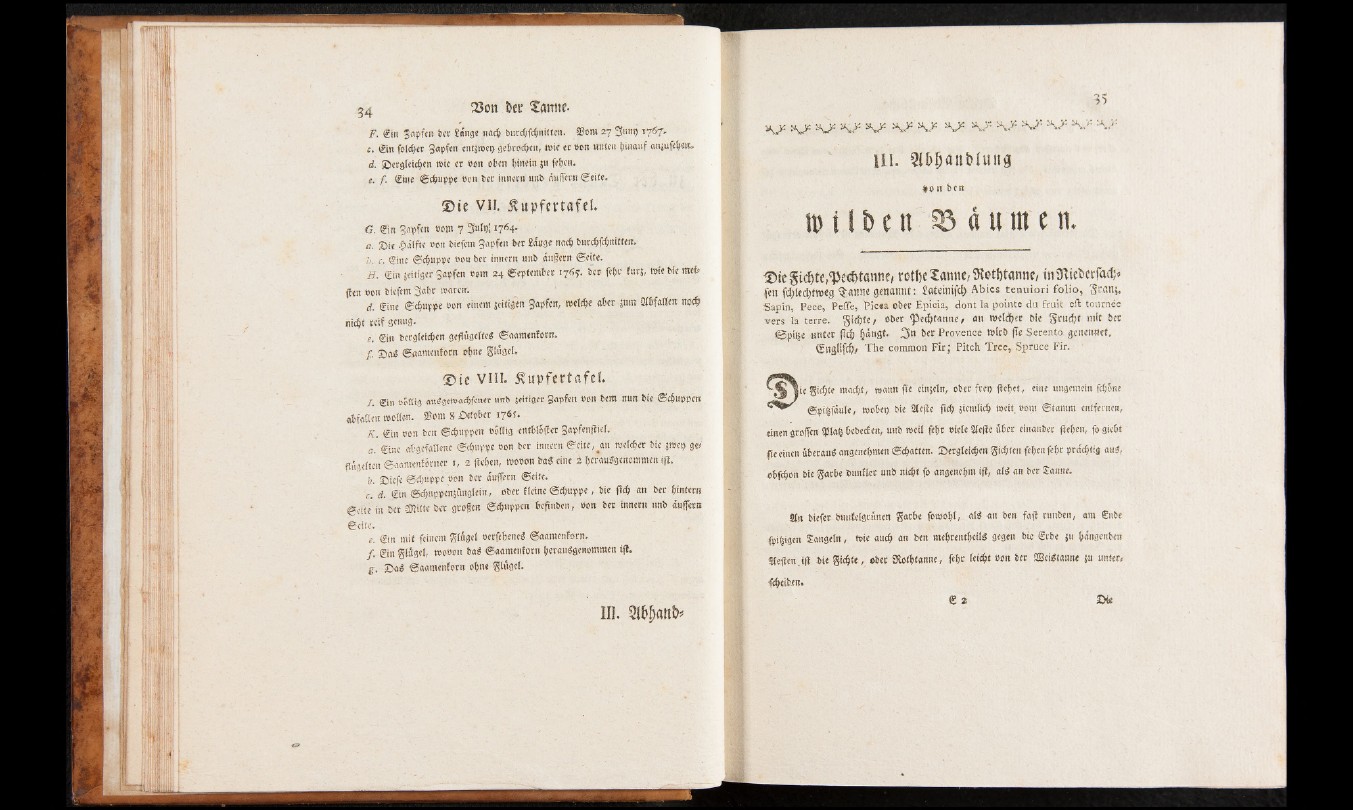 34 Von der Tanne.
F. Ein Zapfen der Länge nach durchschnitten. Vom 27 Juny 1767.
c. Ein solcher Zapfen entzwey gebrochen, wie er von unten hinauf anzusehen.
d. Dergleichen wie er von oben hinein zu sehen.
e. f. Eine Schuppe von der innern und äussern Seite.
Die VII. Kupfertafel.
G. Ein Zapfen vom 7 July 1764.
a. Die Hälfte von diesem Zapfen der Länge nach durchschnitten.
b. c. Eine Schuppe von der innern und äußern Seite.
H. Ein zeitiger Zapfen vom 24 September 1765. der sehr kurz, wie die mei-
sten von diesem Jahr waren.
d. Eine Schuppe von einem zeitigen Zapfen, welche aber zum Abfallen noch
nicht reif genug.
e. Ein dergleichen geflügeltes Saamenkorn.
f. Das Saamenkorn ohne Flügel.
Die VIII. Kupfertafel.
I. Ein völlig ausgewachsener und zeitiger Zapfen von dem nun die Schuppen
abfallen wollen. Vom 8 October 1765.
K. Ein von den Schuppen völlig entblöster Zapfenstiel.
a. Eine abgefallene Schuppe von der innern Seite, an welcher die zwey ge-
flügelten Saamenkörner 1, 2 stehen, wovon das eine 2 herausgenommen ist.
b. Diese Schuppe von der äussern Seite.
c. d. Ein Schuppenzünglein, oder kleine Schuppe, die sich an der hintern
Seite in der Mitte der großen Schuppen befinden, von der innern und äussern
Seite.
e. Ein mit seinem Flügel versehenes Saamenkorn.
f. Ein Flügel, wovon das Saamenkorn herausgenommen ist.
g. Das Saamenkorn ohne Flügel.
III. Abhand-
35
III. Abhandlung
von den
wilden Bäumen.
Die Fichte, Pechtanne, rothe Tanne, Rothtanne, in Niedersach-
sen schlechtweg Tanne genannt: Lateinisch Abies tenuiori folio, Franz.
Sapin, Pece, Pesse, Picea oder Epicia, dont la pointe du fruit est tournée
vers la terre. Fichte, oder Pechtanne, an welcher die Frucht mit der
Spitze unter sich hängt. In der Provence wird sie Serento genennet.
Englisch, The common Fir; Pitch Tree, Spruce Fir.
Die Fichte macht, wann sie einzeln, oder frey stehet, eine ungemein schöne
Spitzsäule, wobey die Aeste sich ziemlich weit vom Stamm entfernen,
einen grossen Platz bedecken, und weil sehr viele Aeste über einander stehen, so giebt
sie einen überaus angenehmen Schatten. Dergleichen Fichten sehen sehr prächtig aus,
obschon die Farbe dunkler und nicht so angenehm ist, als an der Tanne.
An dieser dunkelgrünen Farbe sowohl, als an den fast runden, am Ende
spitzigen Tangeln, wie auch an den mehrentheils gegen die Erde zu hängenden
Aesten ist die Fichte, oder Rothtanne, sehr leicht von der Weistanne zu unter-
scheiden.
E 2 Die